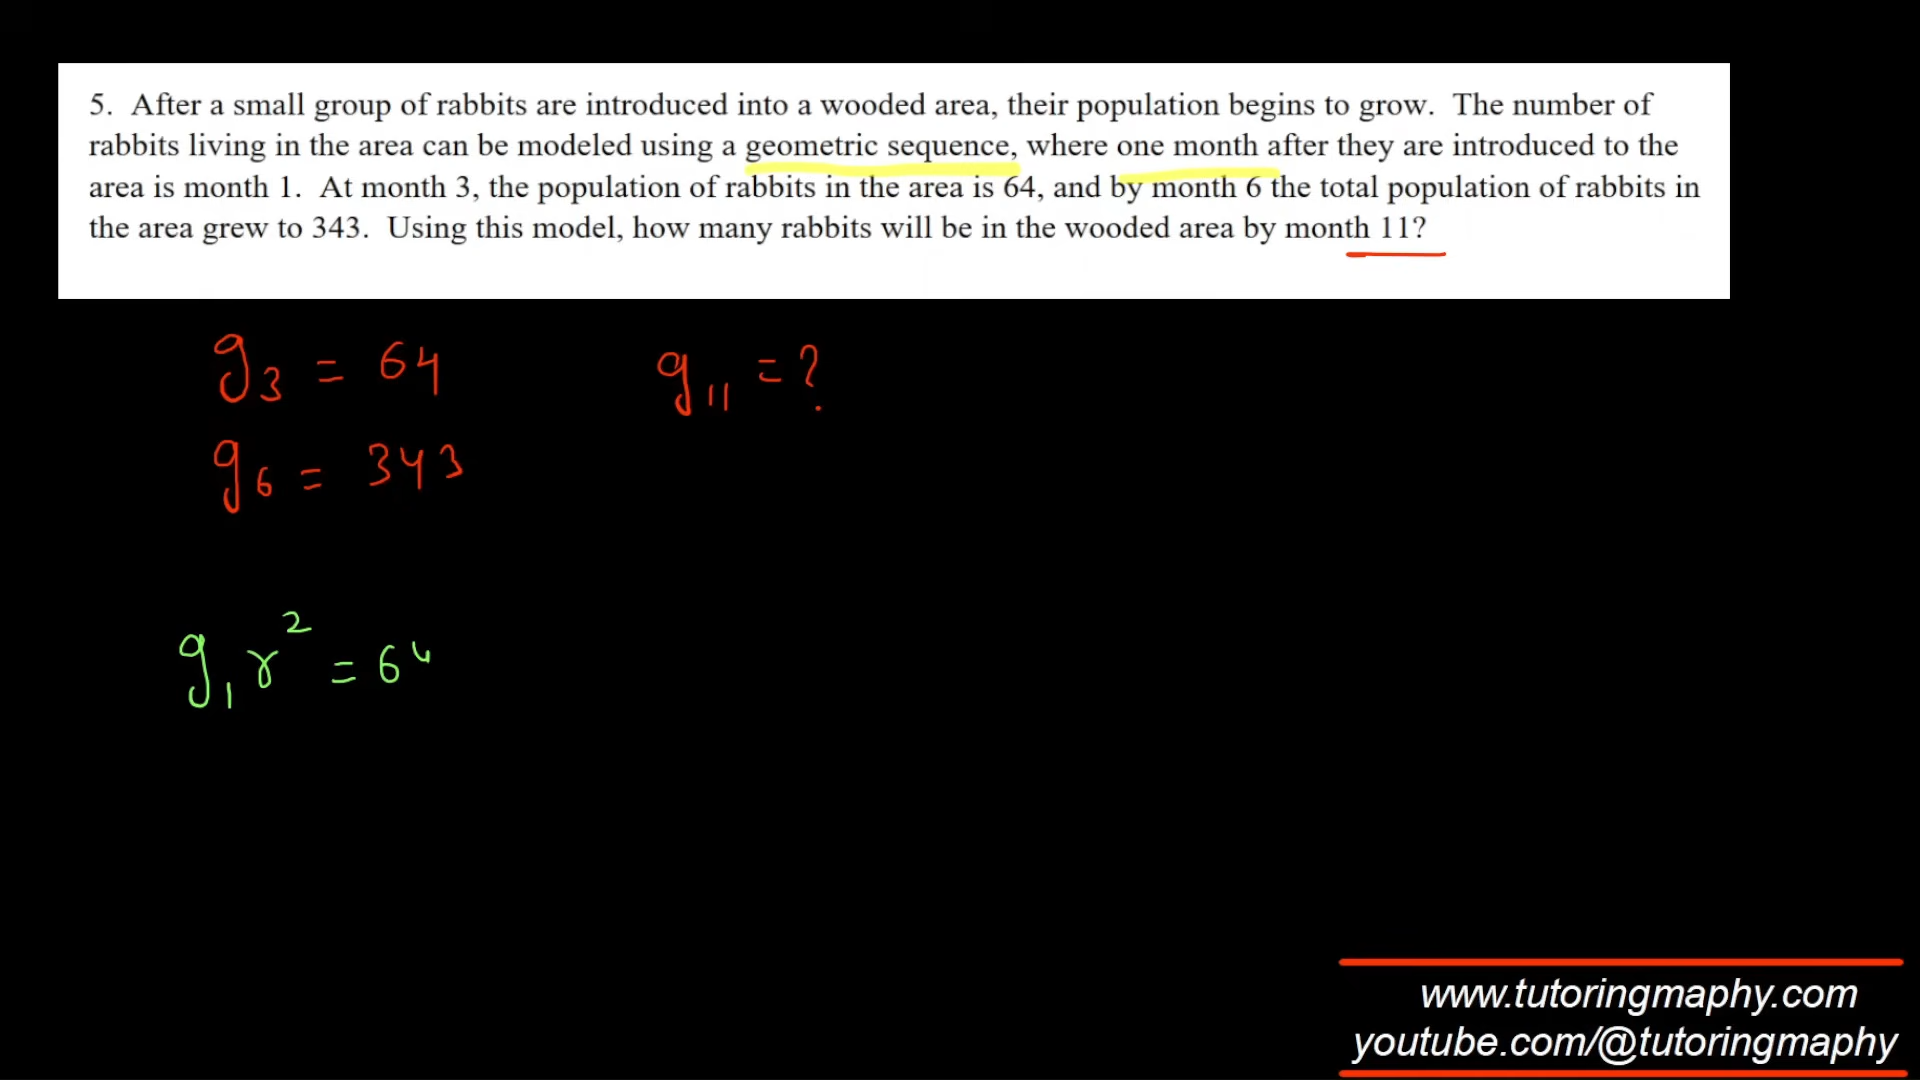 5. After a small group of rabbits are introduced into a wooded area, their population begins to grow. The number of
rabbits living in the area can be modeled using a geometric sequence, where one month after they are introduced to the
area is month 1. At month 3, the population of rabbits in the area is 64, and by month 6 the total population of rabbits in
the area grew to 343. Using this model, how many rabbits will be in the wooded area by month 11?
g₃ = 64
g₁₁ = ?
g₆ = 343
g₁r² = 64
www.tutoringmaphy.com
youtube.com/@tutoringmaphy